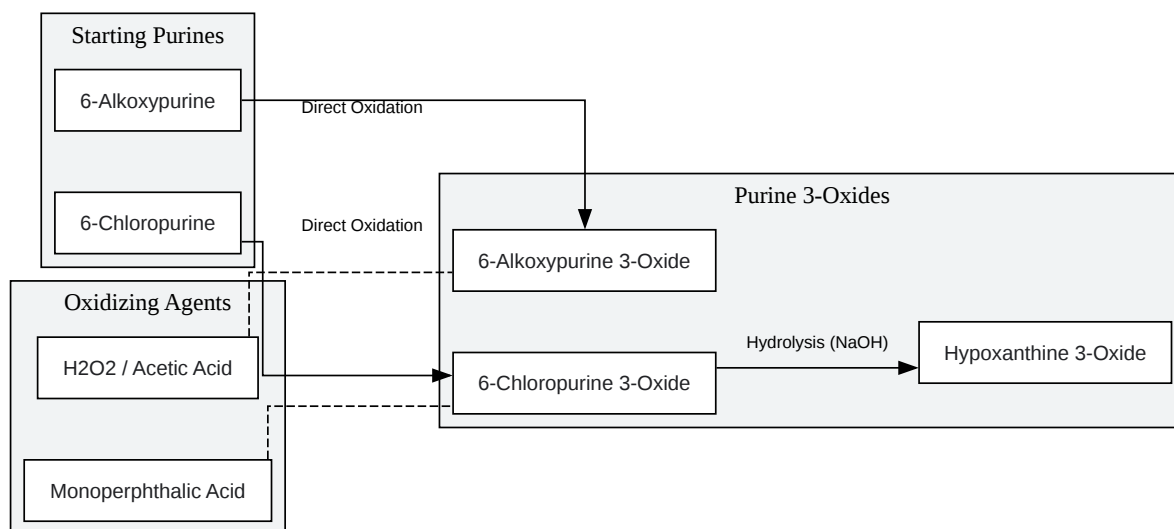 Starting Purines
6-Alkoxypurine
Direct Oxidation
6-Chloropurine
Direct Oxidation
Purine 3-Oxides
6-Alkoxypurine 3-Oxide
Oxidizing Agents
H2O2 / Acetic Acid
6-Chloropurine 3-Oxide
Hydrolysis (NaOH)
Hypoxanthine 3-Oxide
Monoperphthalic Acid